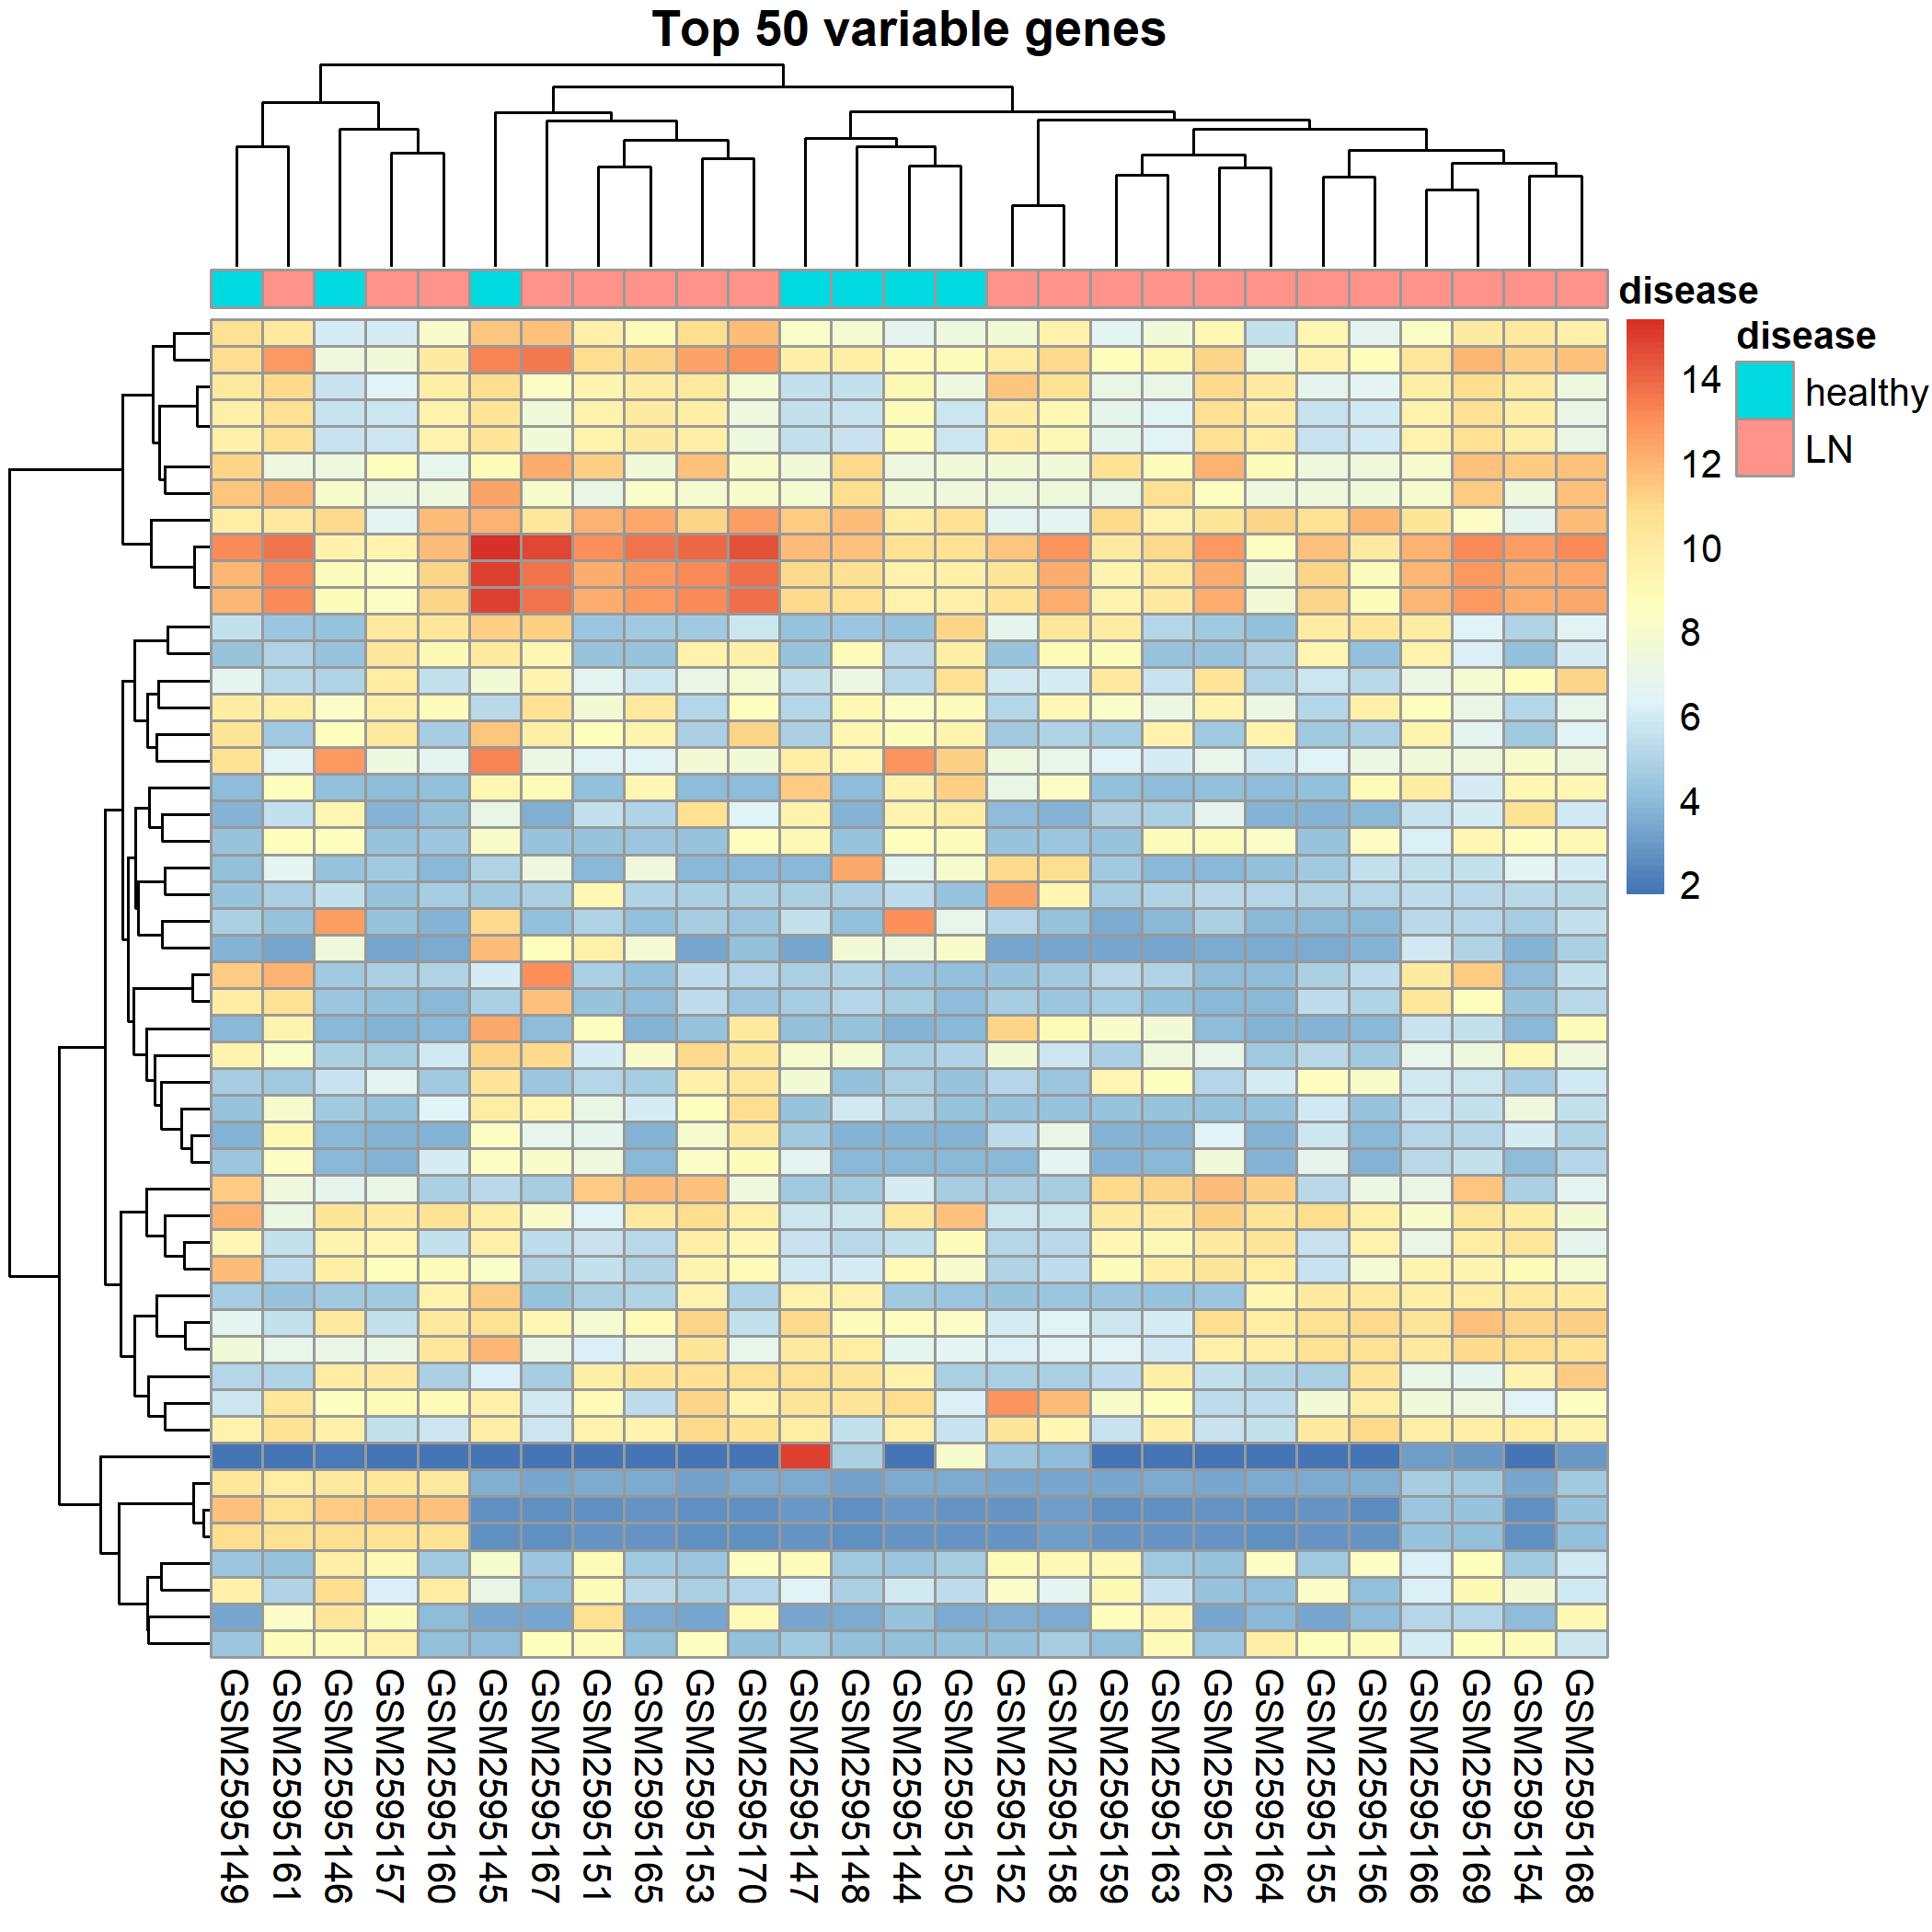 Top 50 variable genes
disease
14
12
10
8
6
4
2
disease
healthy
LN
GSM2595149
GSM2595161
GSM2595146
GSM2595157
GSM2595160
GSM2595145
GSM2595167
GSM2595151
GSM2595165
GSM2595153
GSM2595170
GSM2595147
GSM2595148
GSM2595144
GSM2595150
GSM2595152
GSM2595158
GSM2595159
GSM2595163
GSM2595162
GSM2595164
GSM2595155
GSM2595156
GSM2595166
GSM2595169
GSM2595154
GSM2595168